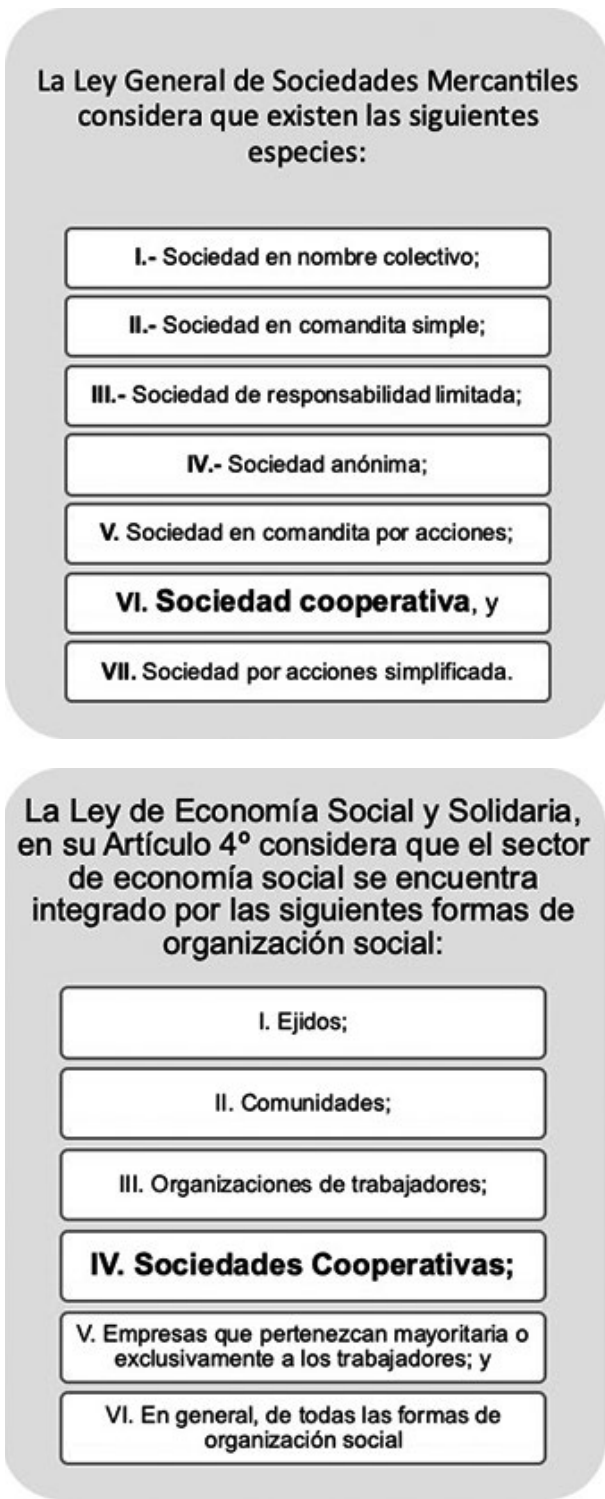 La Ley General de Sociedades Mercantiles
considera que existen las siguientes
especies:
I.- Sociedad en nombre colectivo;
II.- Sociedad en comandita simple;
III.- Sociedad de responsabilidad limitada;
IV.- Sociedad anónima;
V. Sociedad en comandita por acciones;
VI. Sociedad cooperativa, y
VII. Sociedad por acciones simplificada.
La Ley de Economía Social y Solidaria,
en su Artículo 4º considera que el sector
de economía social se encuentra
integrado por las siguientes formas de
organización social:
I. Ejidos;
II. Comunidades;
III. Organizaciones de trabajadores;
IV. Sociedades Cooperativas;
V. Empresas que pertenezcan mayoritaria o
exclusivamente a los trabajadores; y
VI. En general, de todas las formas de
organización social